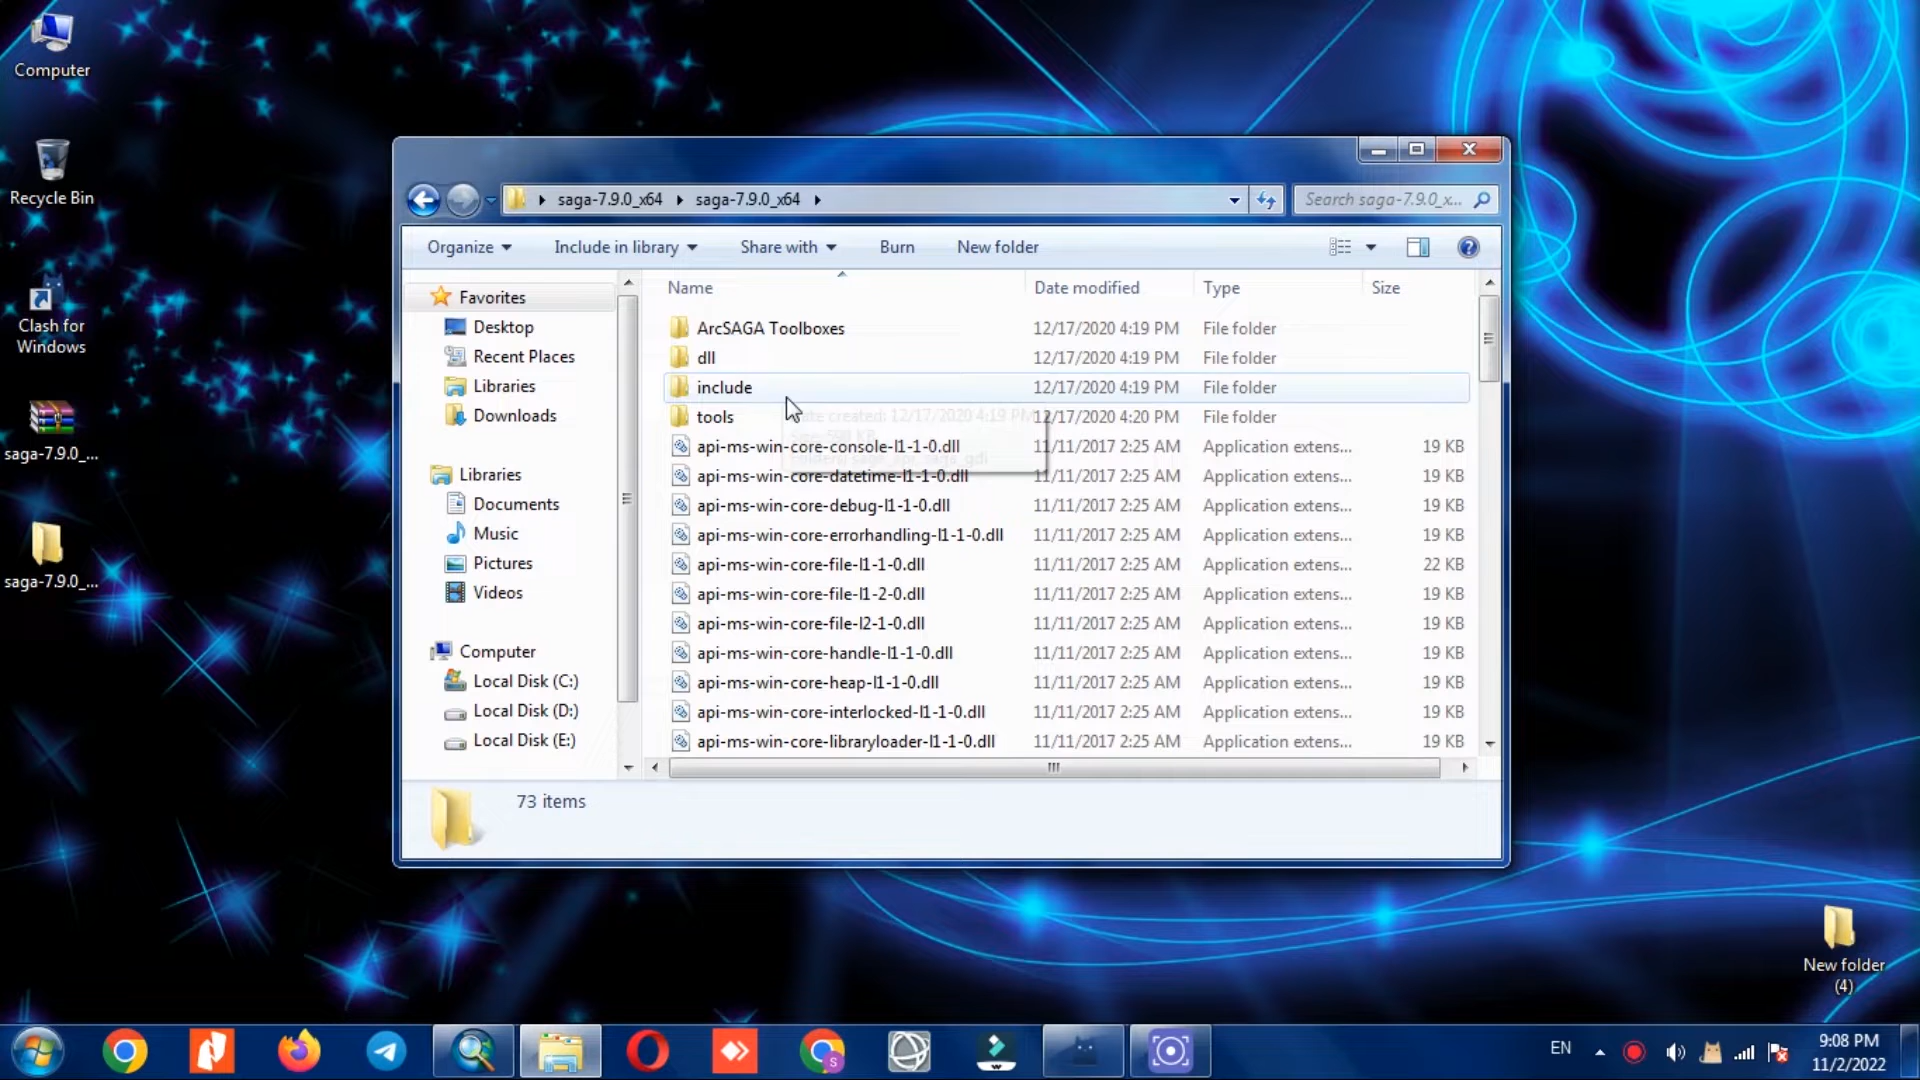 Computer
Recycle Bin
Clash for
Windows
saga-7.9.0_...
saga-7.9.0_...
saga-7.9.0_x64
saga-7.9.0_x64
Search saga-7.9.0_x...
Organize
Include in library
Share with
Burn
New folder
Favorites
Desktop
Recent Places
Libraries
Downloads
Libraries
Documents
Music
Pictures
Videos
Computer
Local Disk (C:)
Local Disk (D:)
Local Disk (E:)
Name Date modified Type Size
ArcSAGA Toolboxes 12/17/2020 4:19 PM File folder
dll 12/17/2020 4:19 PM File folder
include 12/17/2020 4:19 PM File folder
tools 12/17/2020 4:20 PM File folder
api-ms-win-core-console-l1-1-0.dll 11/11/2017 2:25 AM Application extens... 19 KB
api-ms-win-core-datetime-l1-1-0.dll 11/11/2017 2:25 AM Application extens... 19 KB
api-ms-win-core-debug-l1-1-0.dll 11/11/2017 2:25 AM Application extens... 19 KB
api-ms-win-core-errorhandling-l1-1-0.dll 11/11/2017 2:25 AM Application extens... 19 KB
api-ms-win-core-file-l1-1-0.dll 11/11/2017 2:25 AM Application extens... 22 KB
api-ms-win-core-file-l1-2-0.dll 11/11/2017 2:25 AM Application extens... 19 KB
api-ms-win-core-file-l2-1-0.dll 11/11/2017 2:25 AM Application extens... 19 KB
api-ms-win-core-handle-l1-1-0.dll 11/11/2017 2:25 AM Application extens... 19 KB
api-ms-win-core-heap-l1-1-0.dll 11/11/2017 2:25 AM Application extens... 19 KB
api-ms-win-core-interlocked-l1-1-0.dll 11/11/2017 2:25 AM Application extens... 19 KB
api-ms-win-core-libraryloader-l1-1-0.dll 11/11/2017 2:25 AM Application extens... 19 KB
created: 12/17/2020 4:19 PM
73 items
New folder
(4)
EN
9:08 PM
11/2/2022